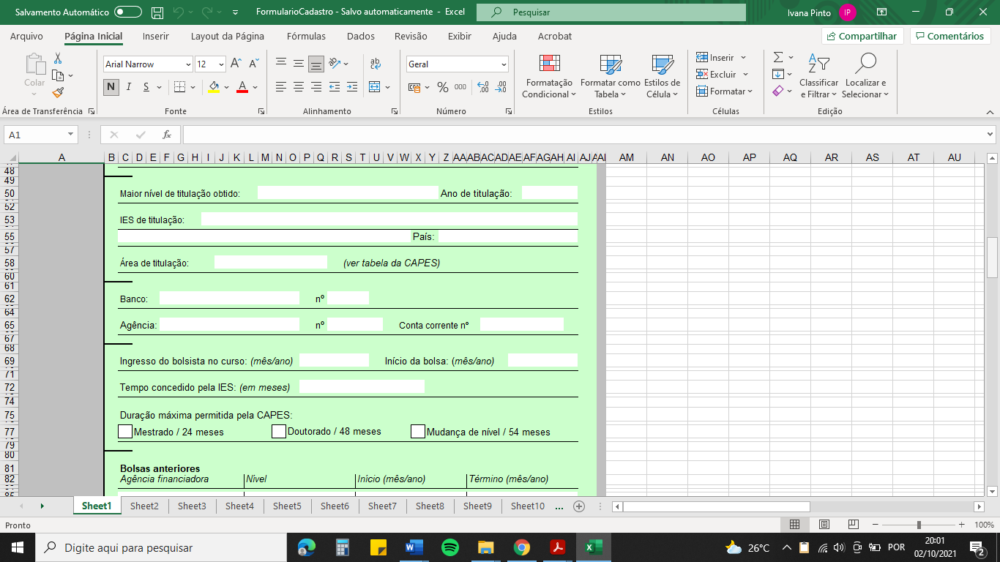 Salvamento Automático FormularioCadastro - Salvo automaticamente - Excel Pesquisar Ivana Pinto IP
Arquivo Página Inicial Inserir Layout da Página Fórmulas Dados Revisão Exibir Ajuda Acrobat Compartilhar Comentários
Colar Arial Narrow 12 A A ab c Geral Formatação Condicional Formatar como Tabela Estilos de Célula Inserir Excluir Formatar Classificar e Filtrar Localizar e Selecionar
N I S A % 000
Área de Transferência Fonte Alinhamento Número Estilos Células Edição
A1 fx
A B C D E F G H I J K L M N O P Q R S T U V W X Y Z AA AB AC AD AE AF AG AH AI AJ AM AN AO AP AQ AR AS AT AU
48
49
50 Maior nível de titulação obtido: Ano de titulação:
52
53 IES de titulação:
55 País:
57
58 Área de titulação: (ver tabela da CAPES)
60
61
62 Banco: nº
64
65 Agência: nº Conta corrente nº
67
68
69 Ingresso do bolsista no curso: (mês/ano) Início da bolsa: (mês/ano)
71
72 Tempo concedido pela IES: (em meses)
74
75 Duração máxima permitida pela CAPES:
77 Mestrado / 24 meses Doutorado / 48 meses Mudança de nível / 54 meses
79
80
81 Bolsas anteriores
82 Agência financiadora Nível Início (mês/ano) Término (mês/ano)
85
Sheet1 Sheet2 Sheet3 Sheet4 Sheet5 Sheet6 Sheet7 Sheet8 Sheet9 Sheet10 ...
Pronto 100%
Digite aqui para pesquisar 26°C POR 20:01 02/10/2021 2